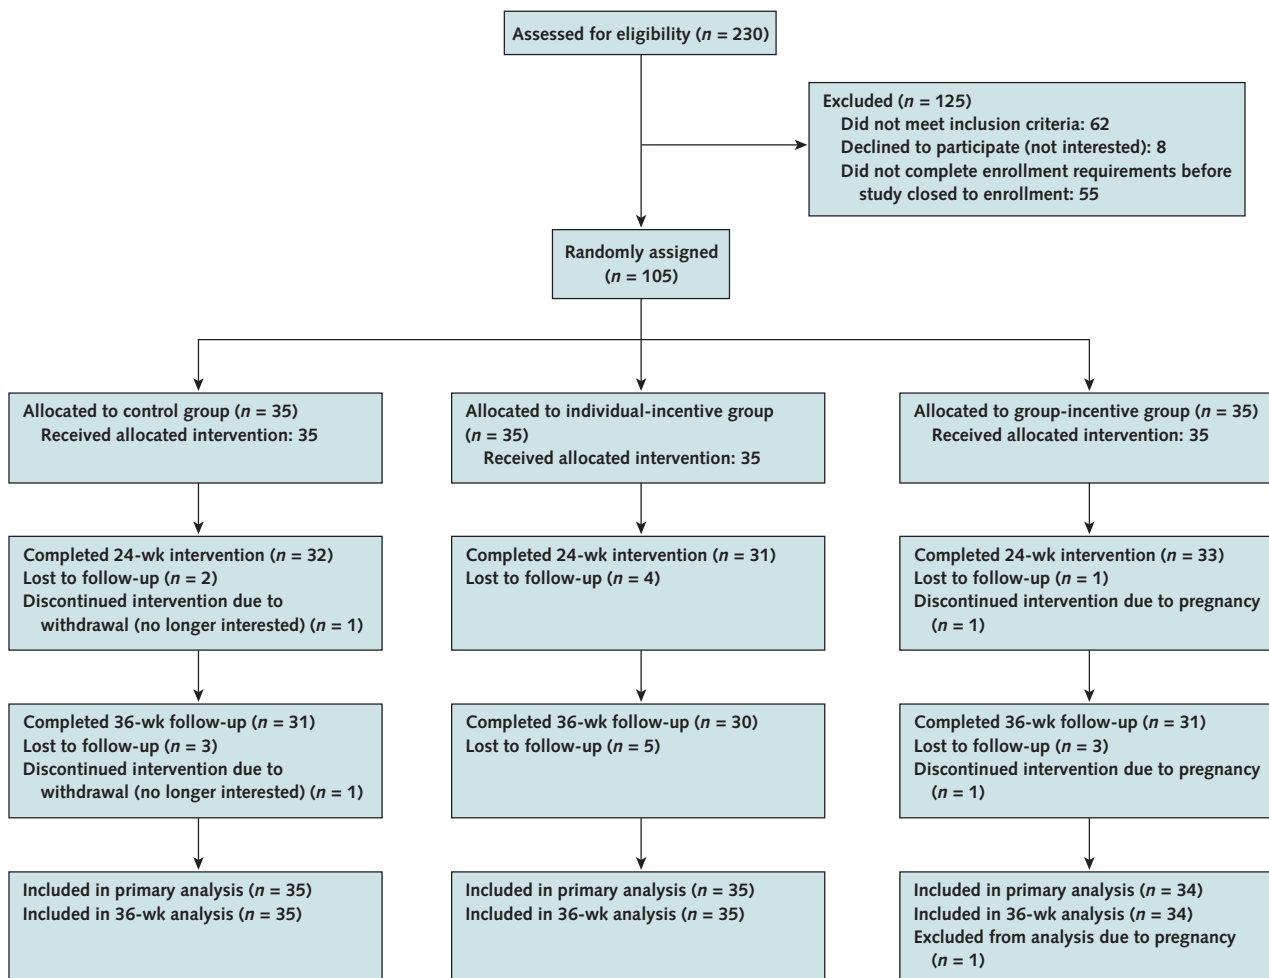 Assessed for eligibility (n = 230)
Excluded (n = 125)
Did not meet inclusion criteria: 62
Declined to participate (not interested): 8
Did not complete enrollment requirements before
study closed to enrollment: 55
Randomly assigned
(n = 105)
Allocated to control group (n = 35)
Received allocated intervention: 35
Allocated to individual-incentive group
(n = 35)
Received allocated intervention: 35
Allocated to group-incentive group (n = 35)
Received allocated intervention: 35
Completed 24-wk intervention (n = 32)
Lost to follow-up (n = 2)
Discontinued intervention due to
withdrawal (no longer interested) (n = 1)
Completed 24-wk intervention (n = 31)
Lost to follow-up (n = 4)
Completed 24-wk intervention (n = 33)
Lost to follow-up (n = 1)
Discontinued intervention due to pregnancy
(n = 1)
Completed 36-wk follow-up (n = 31)
Lost to follow-up (n = 3)
Discontinued intervention due to
withdrawal (no longer interested) (n = 1)
Completed 36-wk follow-up (n = 30)
Lost to follow-up (n = 5)
Completed 36-wk follow-up (n = 31)
Lost to follow-up (n = 3)
Discontinued intervention due to pregnancy
(n = 1)
Included in primary analysis (n = 35)
Included in 36-wk analysis (n = 35)
Included in primary analysis (n = 35)
Included in 36-wk analysis (n = 35)
Included in primary analysis (n = 34)
Included in 36-wk analysis (n = 34)
Excluded from analysis due to pregnancy
(n = 1)